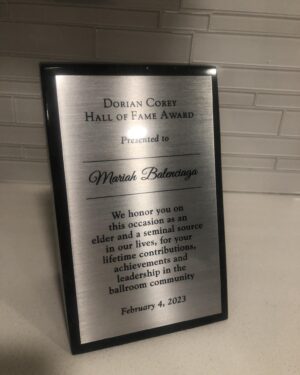 Dorian Corey
Hall of Fame Award
Presented to
Mariah Balenciaga
We honor you on
this occasion as an
elder and a seminal source
in our lives, for your
lifetime contributions,
achievements and
leadership in the
ballroom community
February 4, 2023